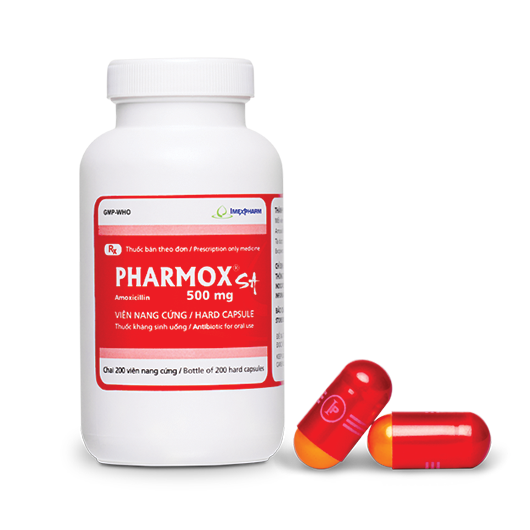 GMP-WHO
IMEXPHARM
Rx Thuốc bán theo đơn / Prescription only medicine
PHARMOX® SA
Amoxicillin 500 mg
VIÊN NANG CỨNG / HARD CAPSULE
Thuốc kháng sinh uống / Antibiotic for oral use
Chai 200 viên nang cứng / Bottle of 200 hard capsules
IP